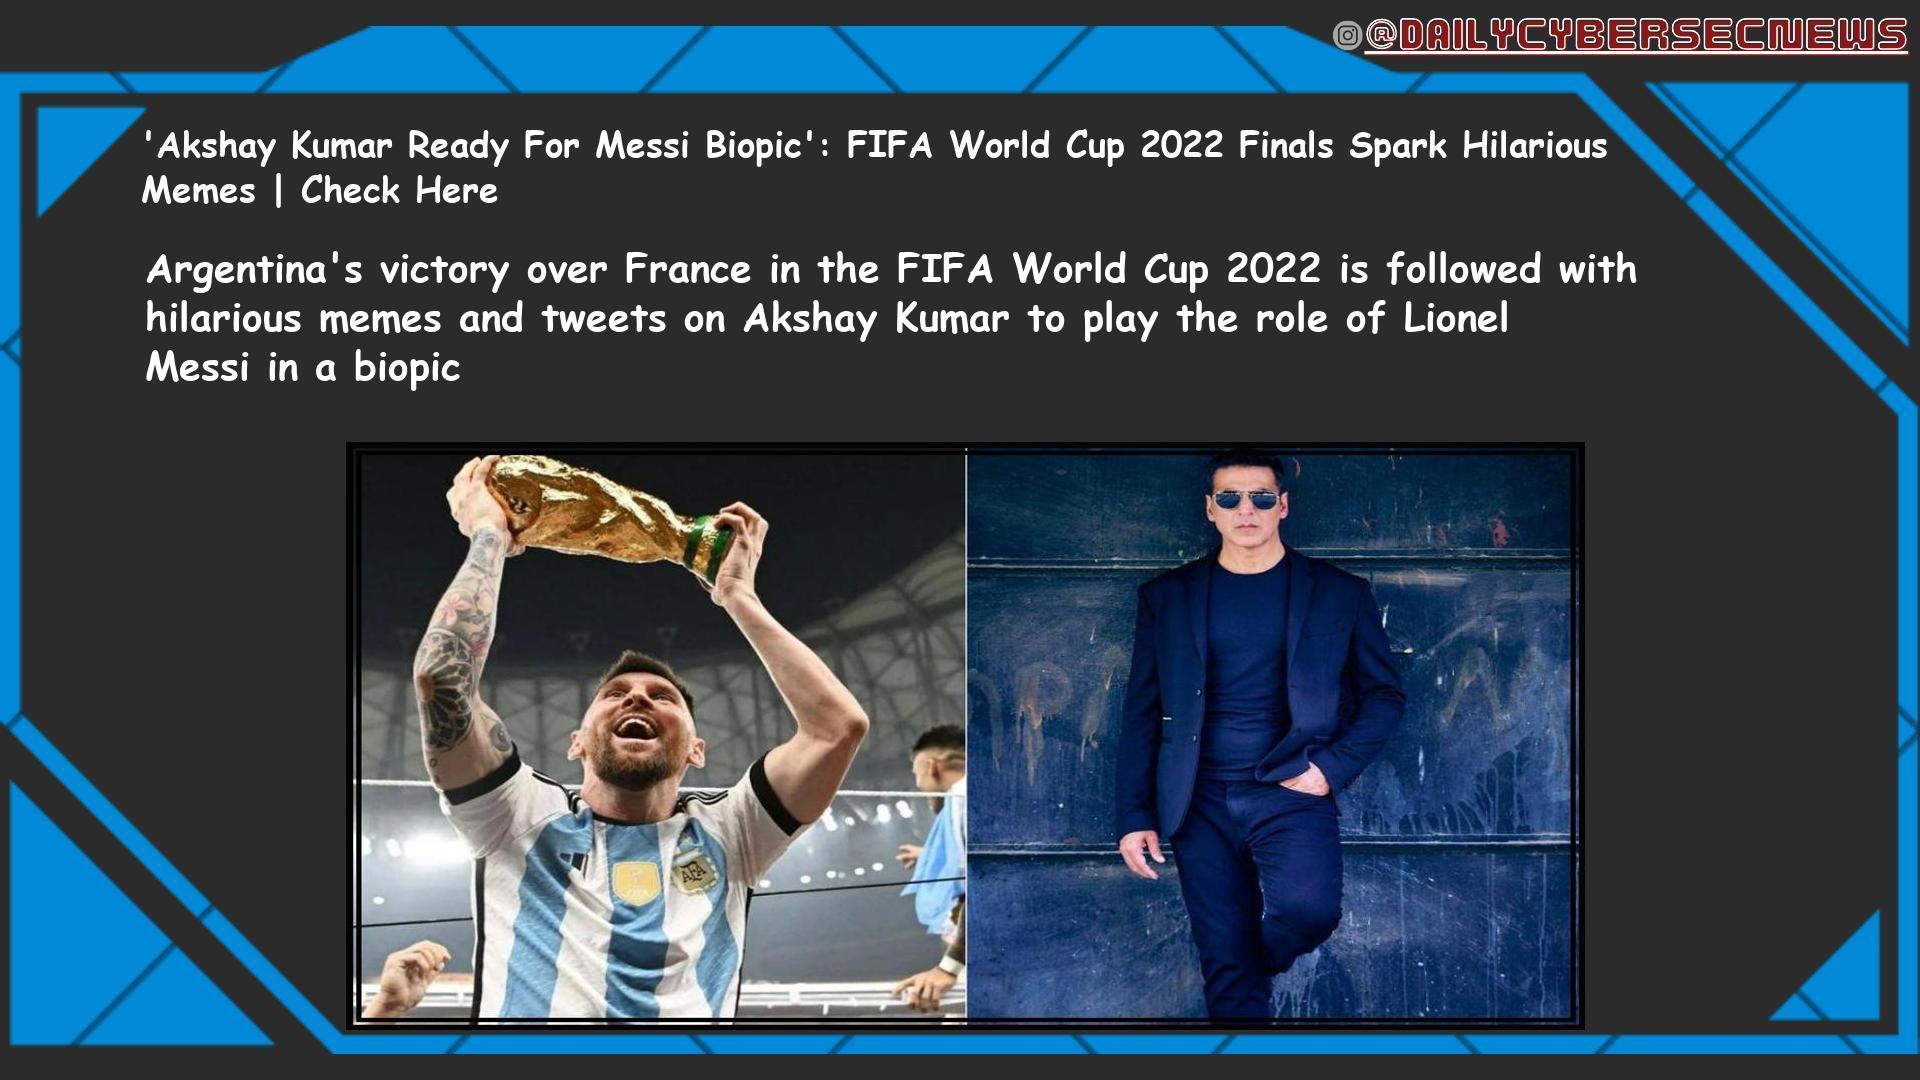 @DAILYCYBERSECNEWS
'Akshay Kumar Ready For Messi Biopic': FIFA World Cup 2022 Finals Spark Hilarious
Memes | Check Here
Argentina's victory over France in the FIFA World Cup 2022 is followed with
hilarious memes and tweets on Akshay Kumar to play the role of Lionel
Messi in a biopic
AFA